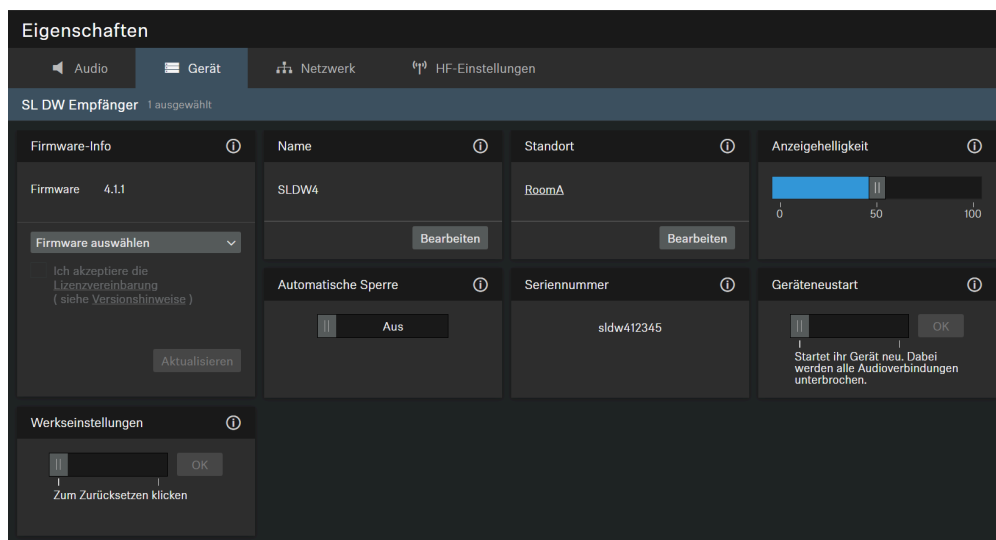 Eigenschaften
Audio Gerät Netzwerk HF-Einstellungen
SL DW Empfänger 1 ausgewählt
Firmware-Info
Firmware 4.1.1
Firmware auswählen
Ich akzeptiere die
Lizenzvereinbarung
( siehe Versionshinweise )
Aktualisieren
Name
SLDW4
Bearbeiten
Standort
RoomA
Bearbeiten
Anzeigehelligkeit
0 50 100
Automatische Sperre
Aus
Seriennummer
sldw412345
Geräteneustart
OK
Startet ihr Gerät neu. Dabei
werden alle Audioverbindungen
unterbrochen.
Werkseinstellungen
OK
Zum Zurücksetzen klicken